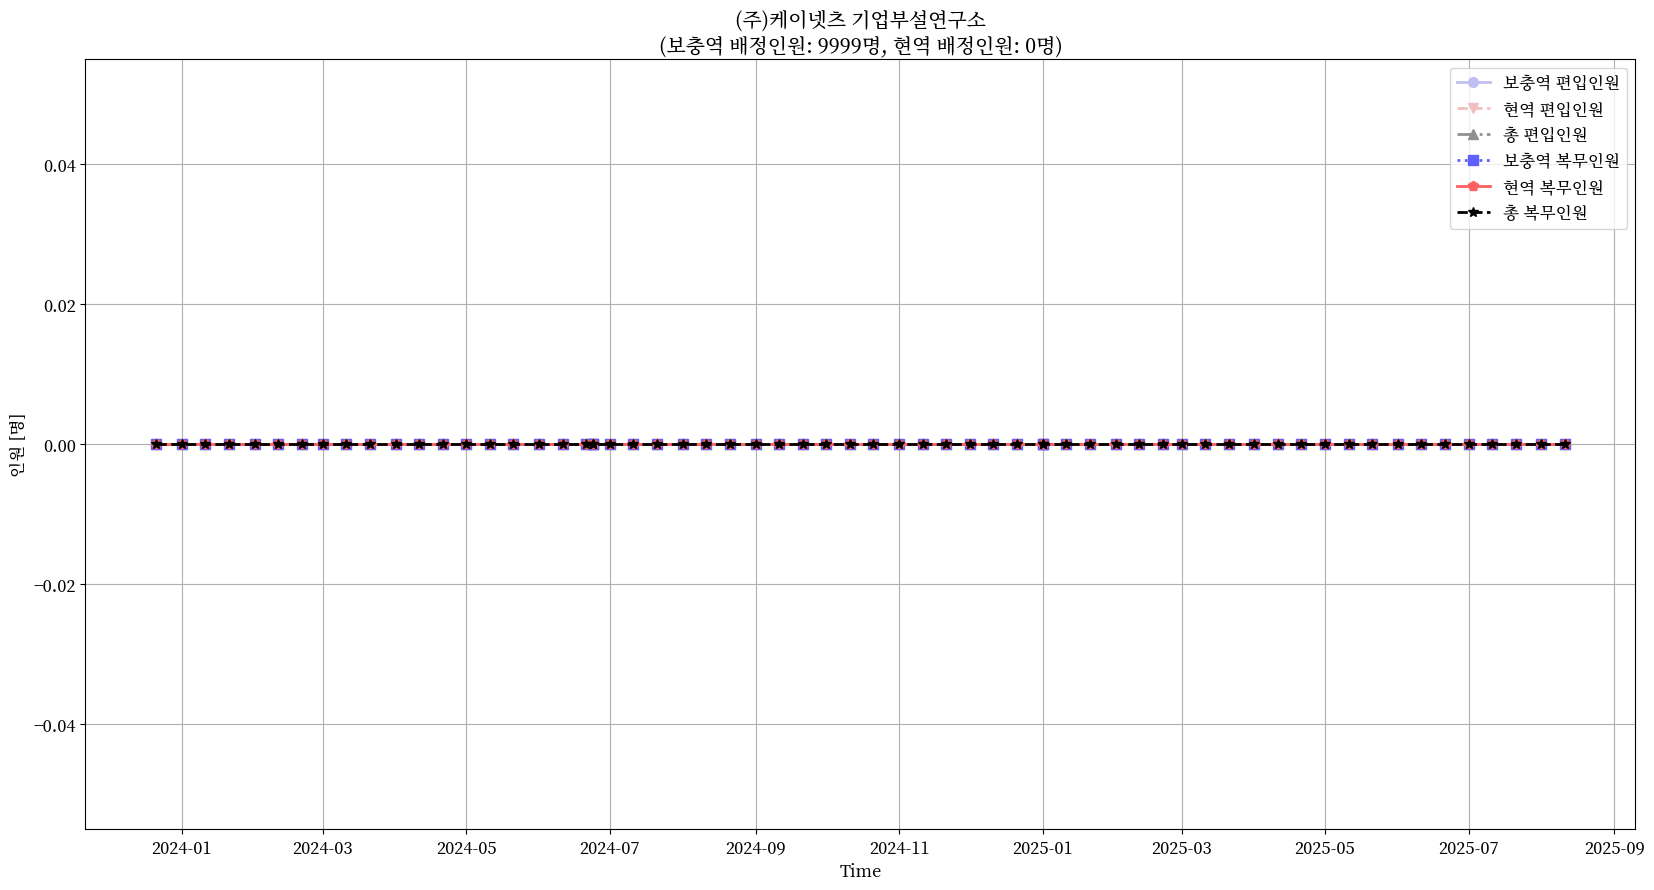 (주)케이넷츠 기업부설연구소
(보충역 배정인원: 9999명, 현역 배정인원: 0명)
보충역 편입인원
현역 편입인원
총 편입인원
보충역 복무인원
현역 복무인원
총 복무인원
0.04
0.02
0.00
−0.02
−0.04
인원 [명]
2024-01 2024-03 2024-05 2024-07 2024-09 2024-11 2025-01 2025-03 2025-05 2025-07 2025-09
Time